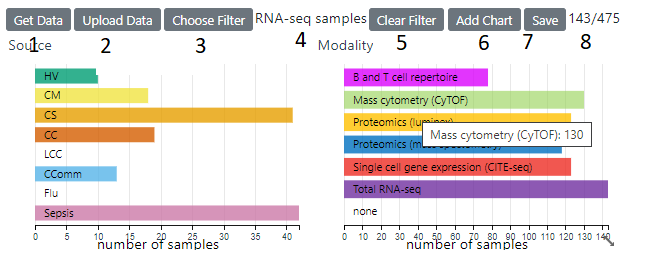 Get Data Upload Data Choose Filter RNA-seq samples Clear Filter Add Chart Save 143/475
1 2 3 4 5 6 7 8
Source
HV
CM
CS
CC
LCC
CComm
Flu
Sepsis
0 5 10 15 20 25 30 35 40
number of samples
Modality
B and T cell repertoire
Mass cytometry (CyTOF)
Proteomics (luminex)
Mass cytometry (CyTOF): 130
Proteomics (mass spectrometry)
Single cell gene expression (CITE-seq)
Total RNA-seq
none
0 10 20 30 40 50 60 70 80 90 100 110 120 130 140
number of samples